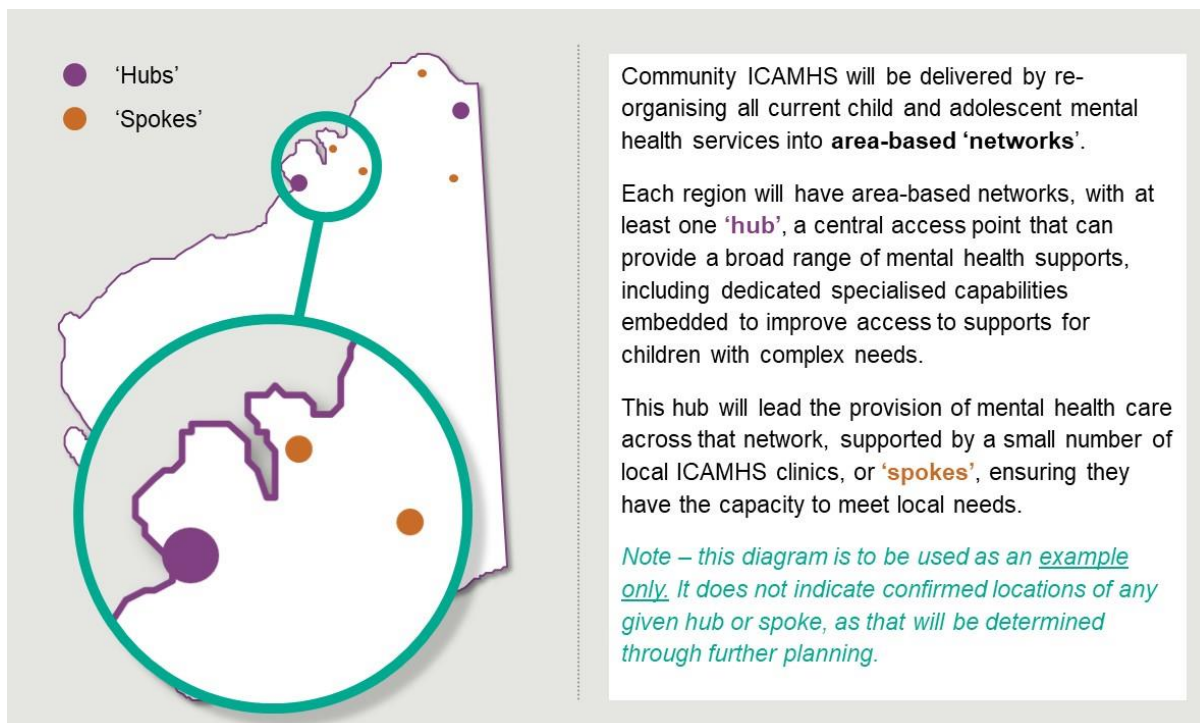 ‘Hubs’
‘Spokes’
Community ICAMHS will be delivered by re-
organising all current child and adolescent mental
health services into area-based ‘networks’.
Each region will have area-based networks, with at
least one ‘hub’, a central access point that can
provide a broad range of mental health supports,
including dedicated specialised capabilities
embedded to improve access to supports for
children with complex needs.
This hub will lead the provision of mental health care
across that network, supported by a small number of
local ICAMHS clinics, or ‘spokes’, ensuring they
have the capacity to meet local needs.
Note – this diagram is to be used as an example
only. It does not indicate confirmed locations of any
given hub or spoke, as that will be determined
through further planning.